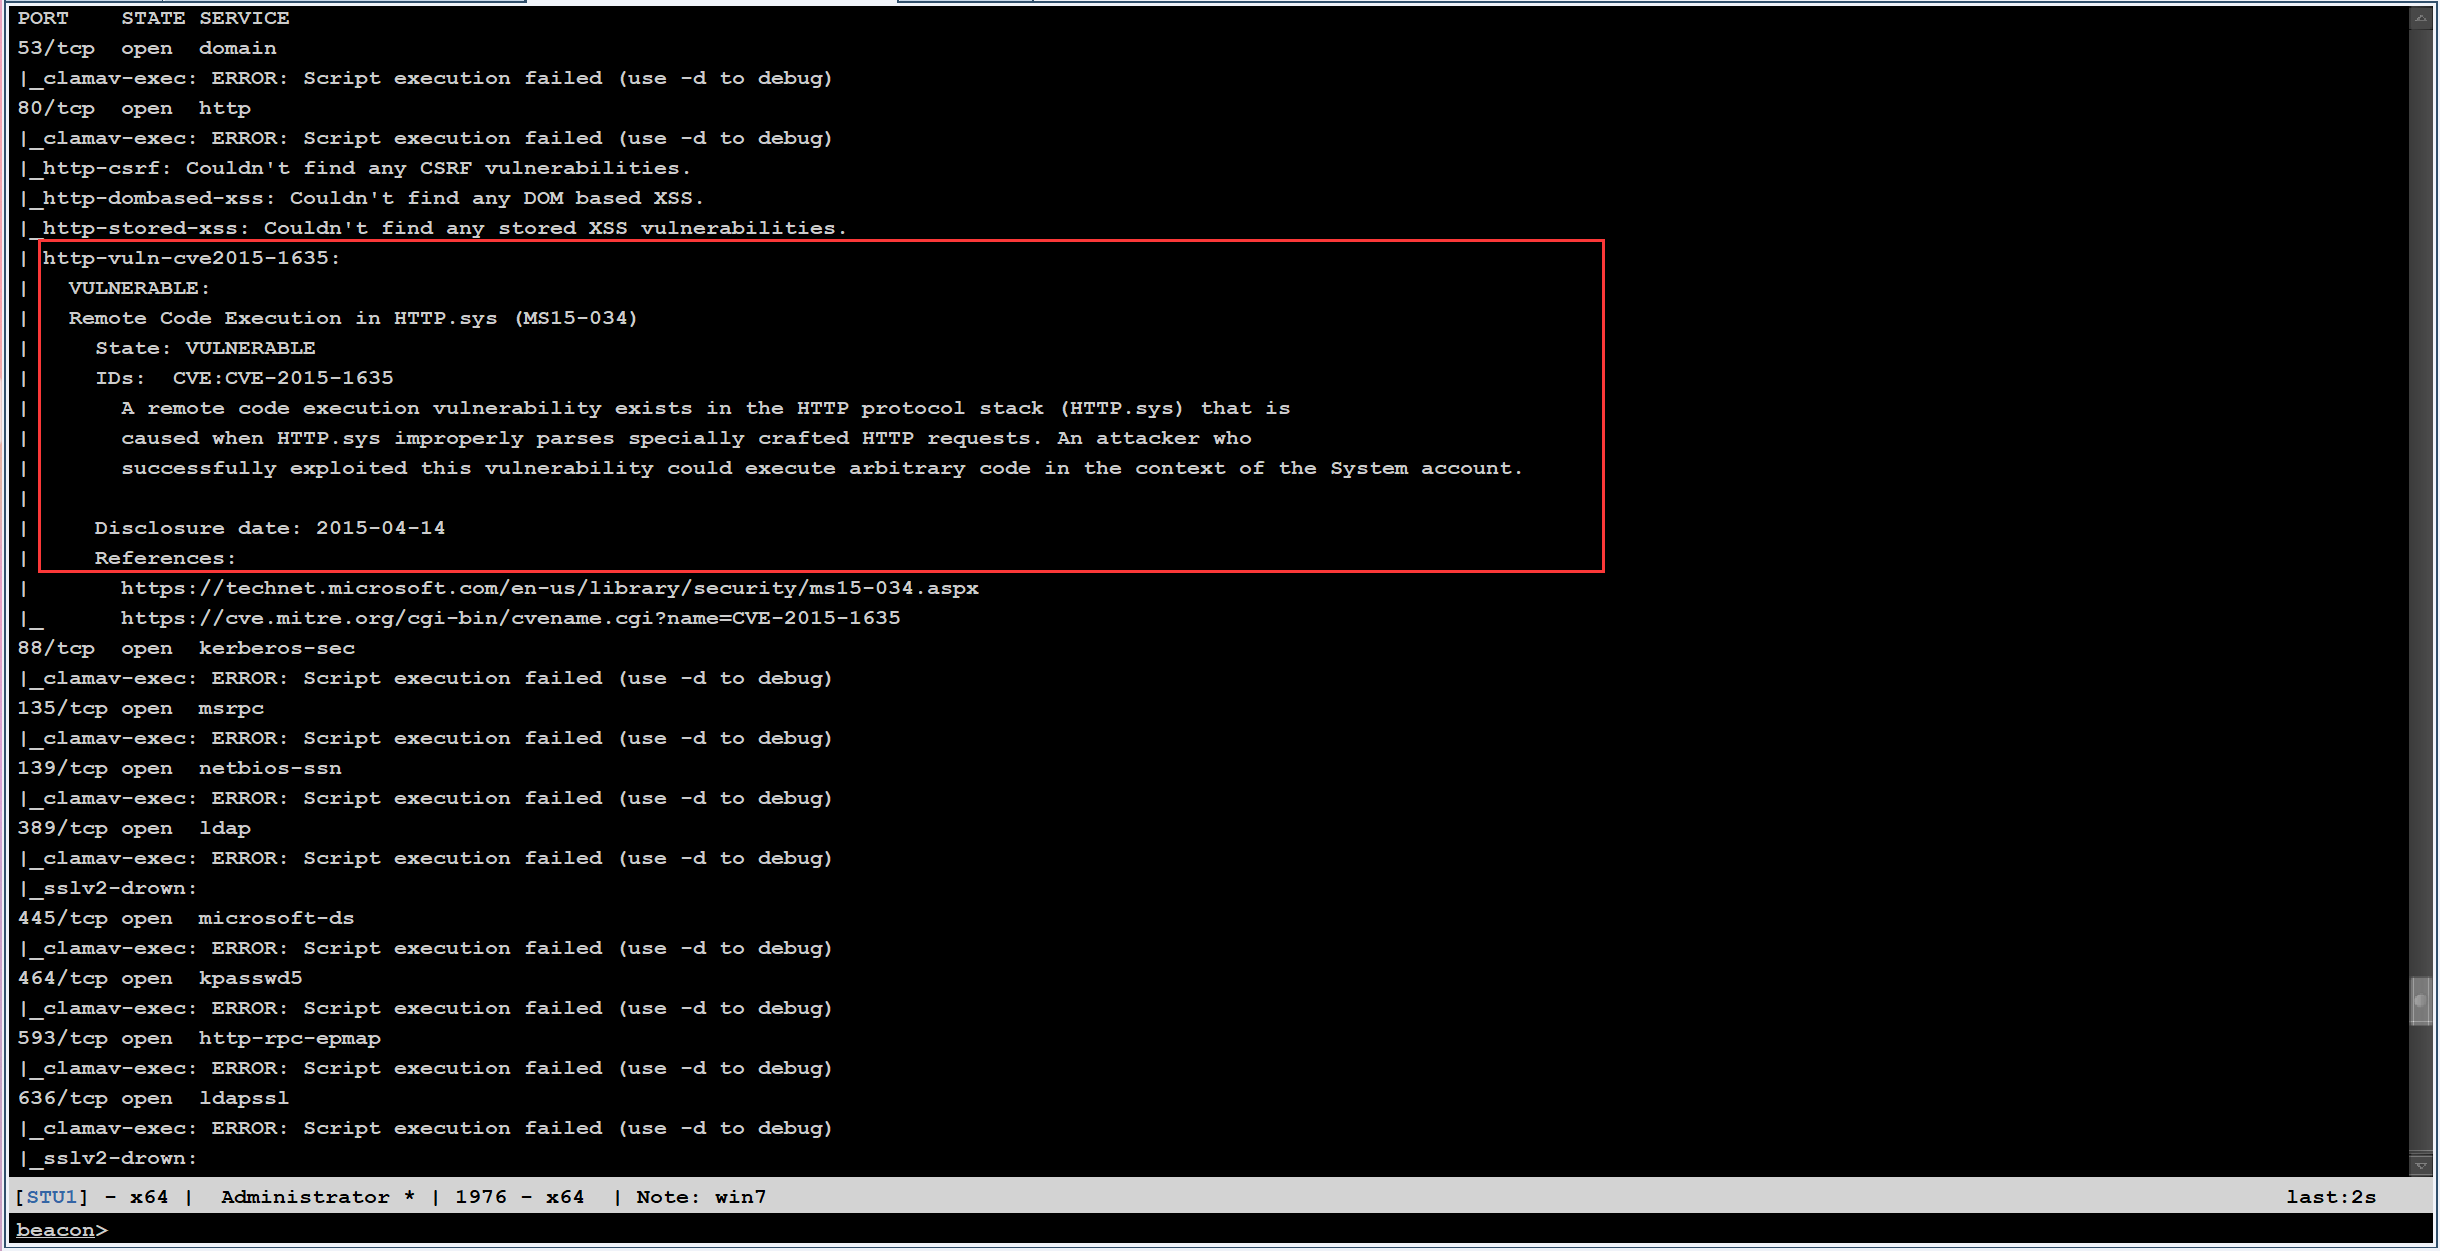 PORT    STATE SERVICE
53/tcp  open  domain
|_clamav-exec: ERROR: Script execution failed (use -d to debug)
80/tcp  open  http
|_clamav-exec: ERROR: Script execution failed (use -d to debug)
|_http-csrf: Couldn't find any CSRF vulnerabilities.
|_http-dombased-xss: Couldn't find any DOM based XSS.
|_http-stored-xss: Couldn't find any stored XSS vulnerabilities.
| http-vuln-cve2015-1635:
|   VULNERABLE:
|   Remote Code Execution in HTTP.sys (MS15-034)
|     State: VULNERABLE
|     IDs:  CVE:CVE-2015-1635
|       A remote code execution vulnerability exists in the HTTP protocol stack (HTTP.sys) that is
|       caused when HTTP.sys improperly parses specially crafted HTTP requests. An attacker who
|       successfully exploited this vulnerability could execute arbitrary code in the context of the System account.
|
|     Disclosure date: 2015-04-14
|     References:
|       https://technet.microsoft.com/en-us/library/security/ms15-034.aspx
|_      https://cve.mitre.org/cgi-bin/cvename.cgi?name=CVE-2015-1635
88/tcp  open  kerberos-sec
|_clamav-exec: ERROR: Script execution failed (use -d to debug)
135/tcp open  msrpc
|_clamav-exec: ERROR: Script execution failed (use -d to debug)
139/tcp open  netbios-ssn
|_clamav-exec: ERROR: Script execution failed (use -d to debug)
389/tcp open  ldap
|_clamav-exec: ERROR: Script execution failed (use -d to debug)
|_sslv2-drown:
445/tcp open  microsoft-ds
|_clamav-exec: ERROR: Script execution failed (use -d to debug)
464/tcp open  kpasswd5
|_clamav-exec: ERROR: Script execution failed (use -d to debug)
593/tcp open  http-rpc-epmap
|_clamav-exec: ERROR: Script execution failed (use -d to debug)
636/tcp open  ldapssl
|_clamav-exec: ERROR: Script execution failed (use -d to debug)
|_sslv2-drown:
[STU1] - x64 |  Administrator * | 1976 - x64  | Note: win7 last:2s
beacon>